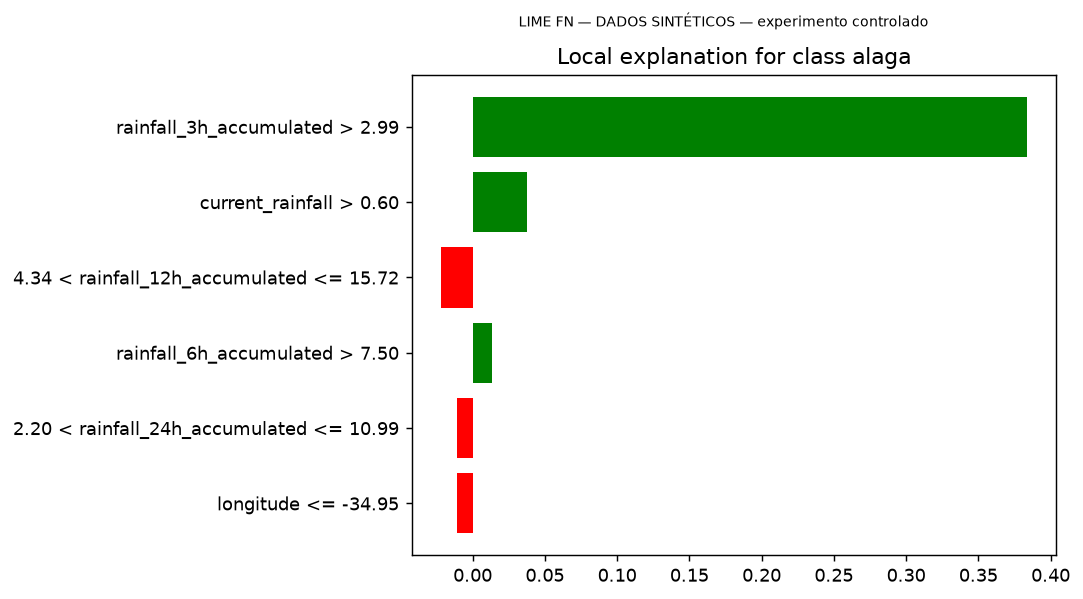 LIME FN — DADOS SINTÉTICOS — experimento controlado
Local explanation for class alaga
rainfall_3h_accumulated > 2.99
current_rainfall > 0.60
4.34 < rainfall_12h_accumulated <= 15.72
rainfall_6h_accumulated > 7.50
2.20 < rainfall_24h_accumulated <= 10.99
longitude <= -34.95
0.00 0.05 0.10 0.15 0.20 0.25 0.30 0.35 0.40